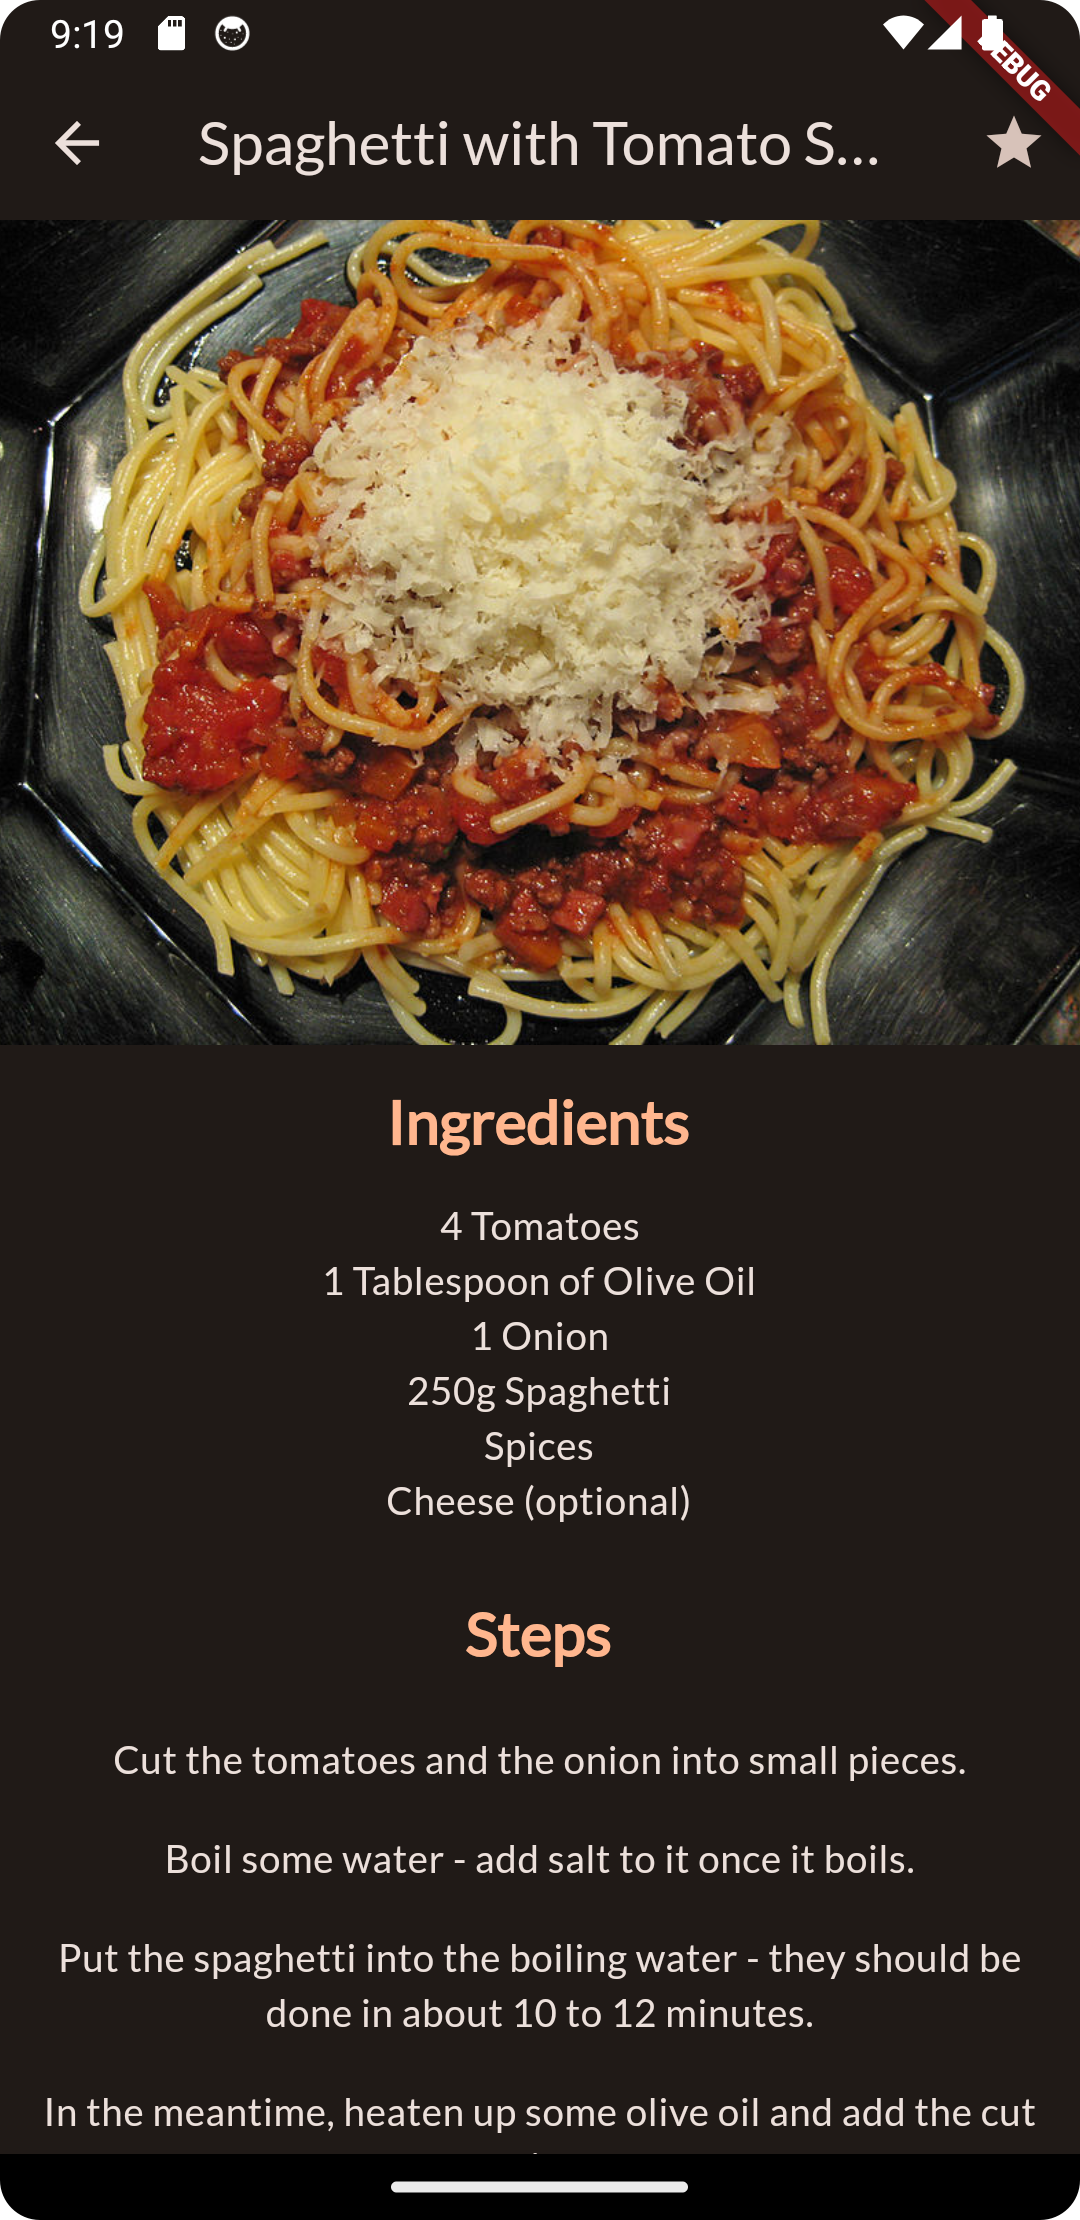 9:19
EBUG
Spaghetti with Tomato S...
Ingredients
4 Tomatoes
1 Tablespoon of Olive Oil
1 Onion
250g Spaghetti
Spices
Cheese (optional)
Steps
Cut the tomatoes and the onion into small pieces.
Boil some water - add salt to it once it boils.
Put the spaghetti into the boiling water - they should be
done in about 10 to 12 minutes.
In the meantime, heaten up some olive oil and add the cut